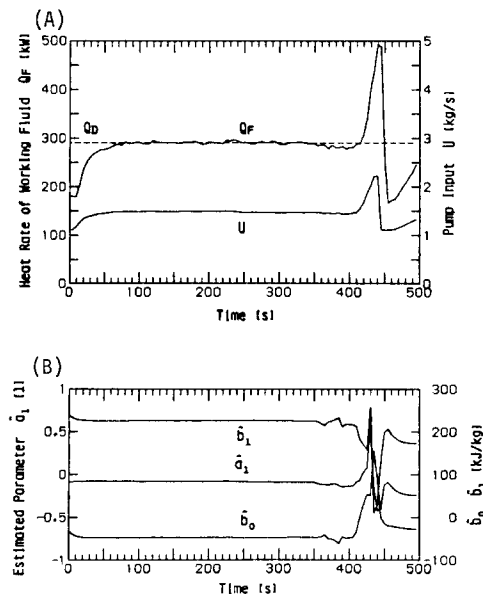 (A)
Heat Rate of Working Fluid Q_F [kW]
500
400
300
200
100
0
Q_D
Q_F
U
5
4
3
2
1
0
Pump Input U [kg/s]
0 100 200 300 400 500
Time [s]
(B)
Estimated Parameter â₁ [1]
1
0.5
0
-0.5
-1
b̂₁
â₁
b̂₀
300
200
100
0
-100
b̂₀ b̂₁ [kJ/kg]
0 100 200 300 400 500
Time [s]